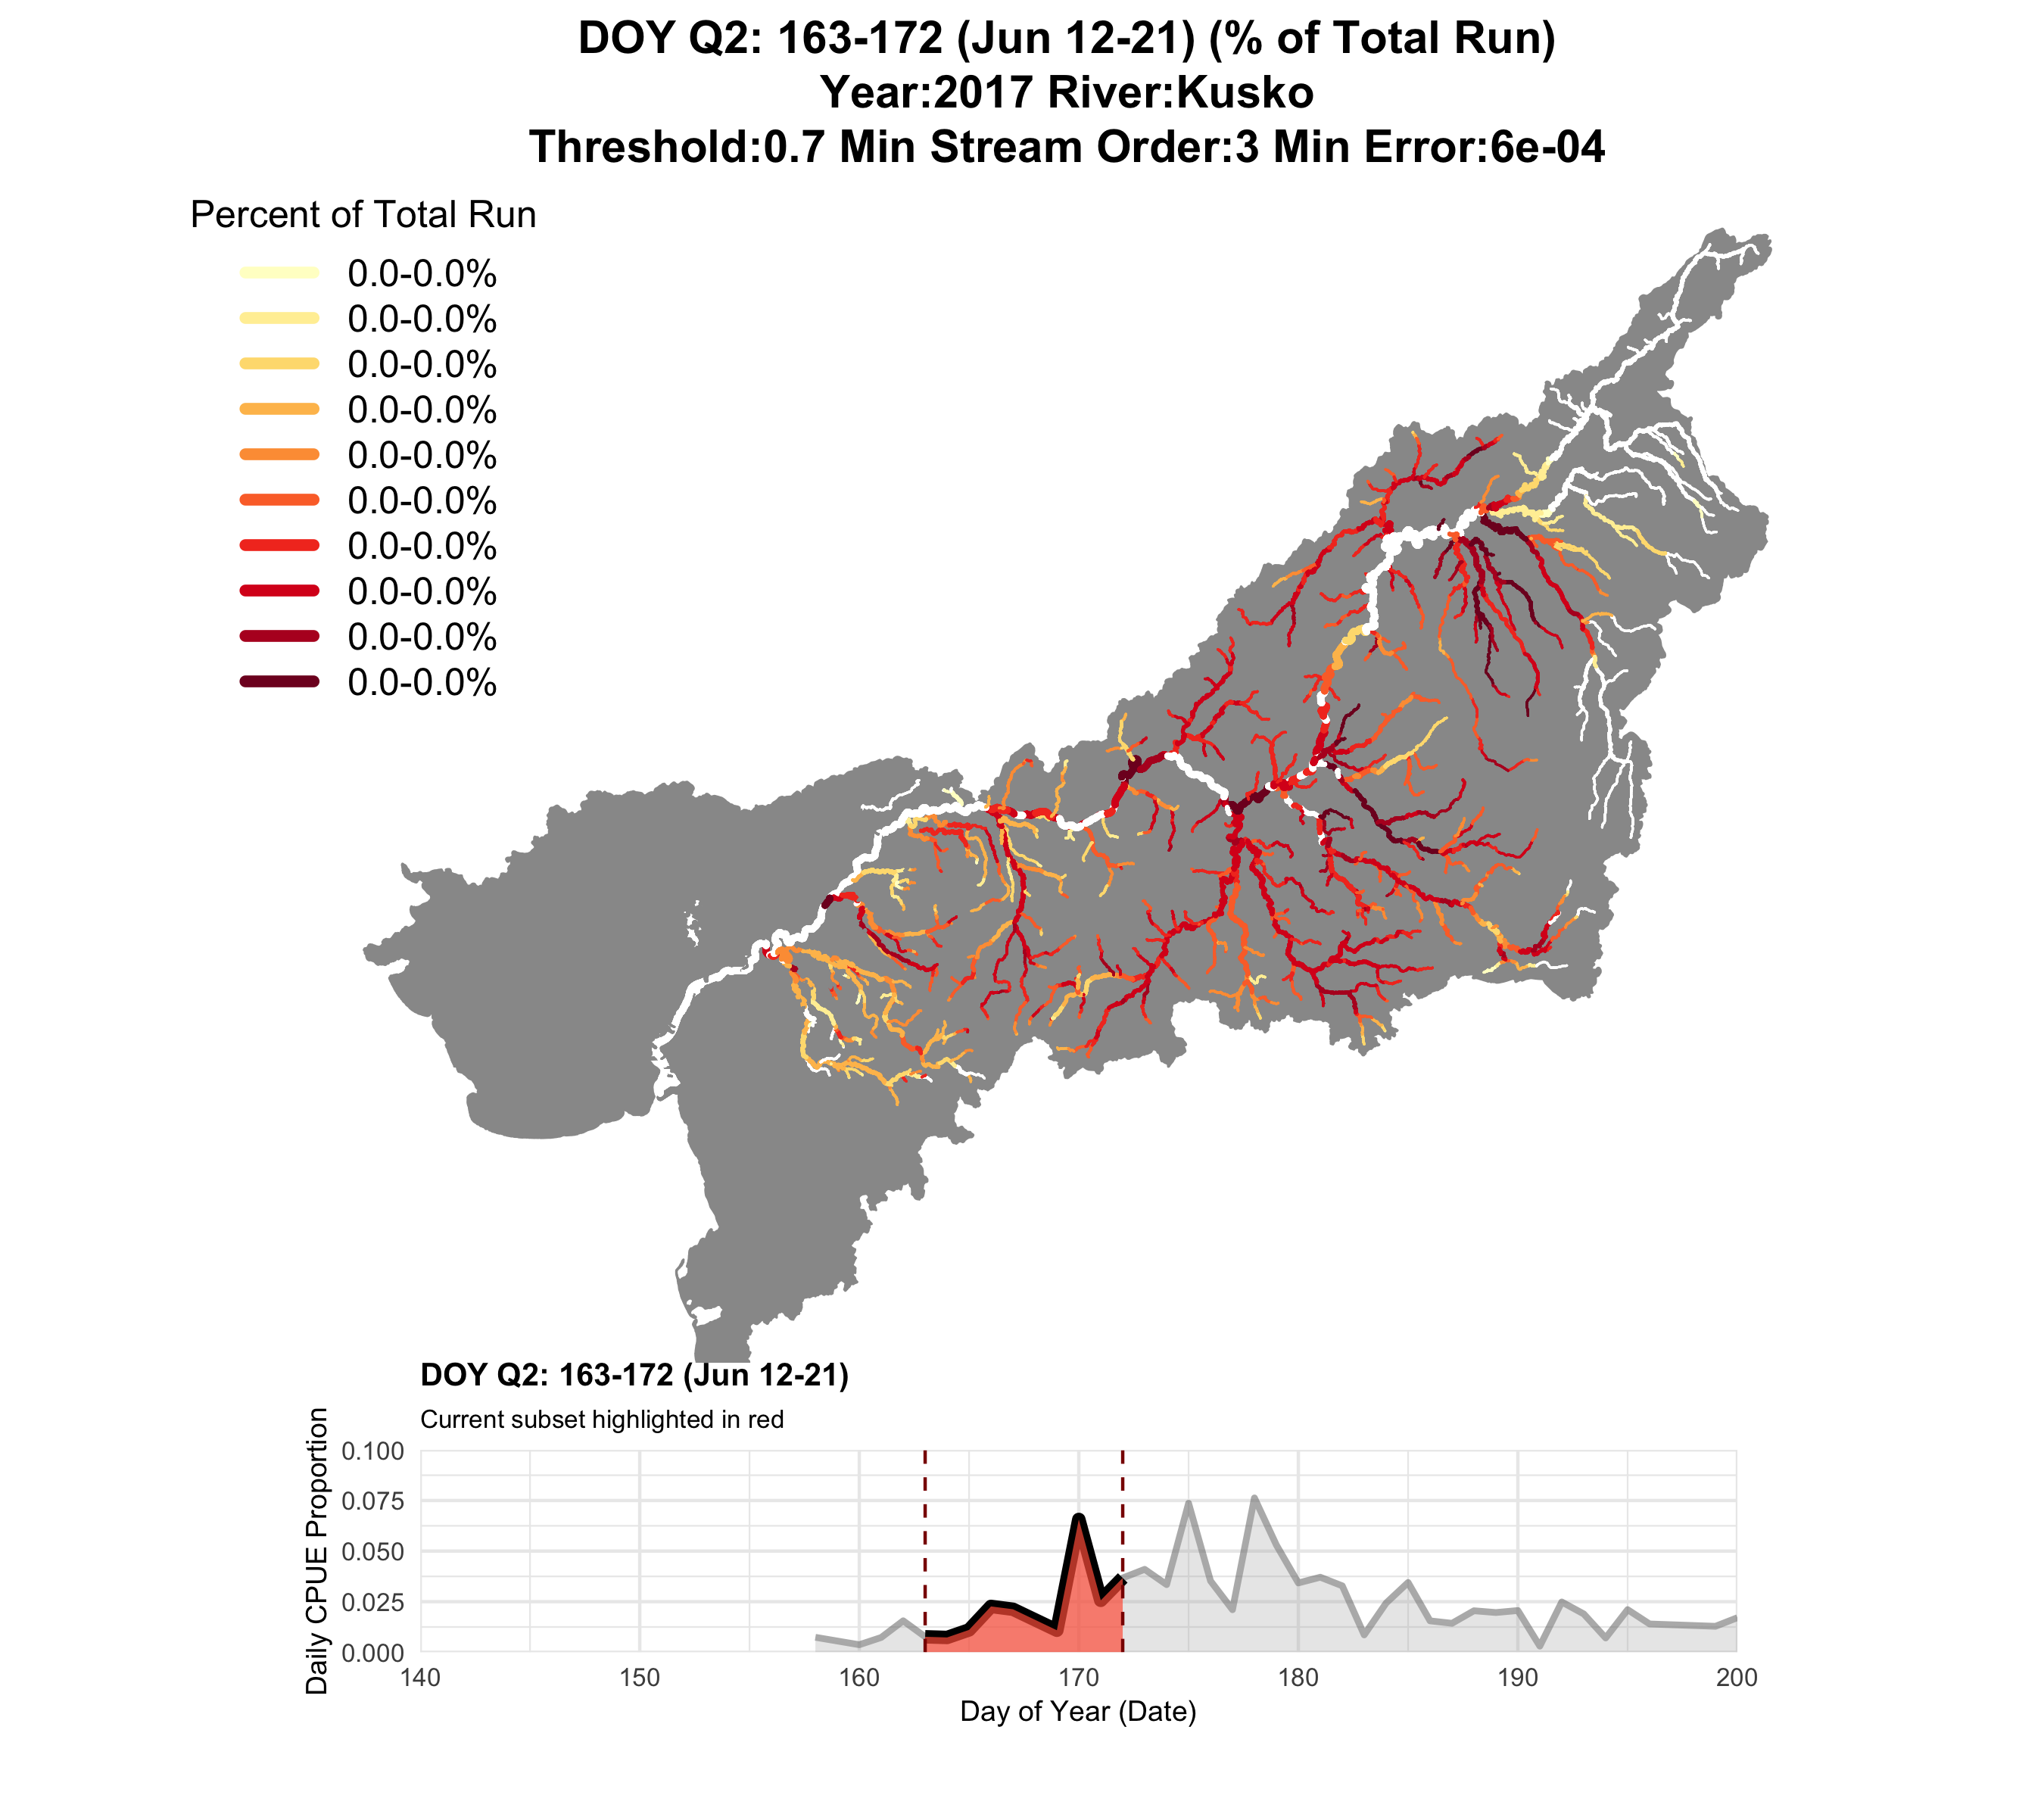 DOY Q2: 163-172 (Jun 12-21) (% of Total Run)
Year:2017 River:Kusko
Threshold:0.7 Min Stream Order:3 Min Error:6e-04
Percent of Total Run
0.0-0.0%
0.0-0.0%
0.0-0.0%
0.0-0.0%
0.0-0.0%
0.0-0.0%
0.0-0.0%
0.0-0.0%
0.0-0.0%
0.0-0.0%
DOY Q2: 163-172 (Jun 12-21)
Current subset highlighted in red
Daily CPUE Proportion
0.100
0.075
0.050
0.025
0.000
140 150 160 170 180 190 200
Day of Year (Date)